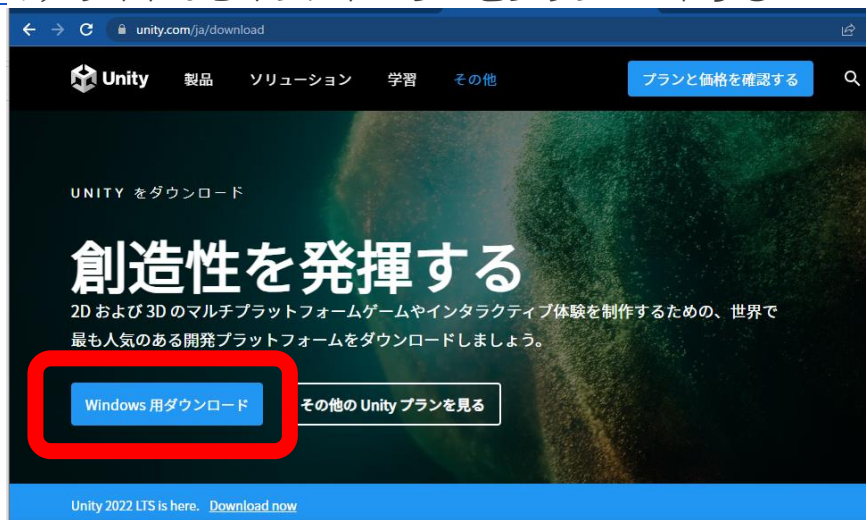 unity.com/ja/download
Unity 製品 ソリューション 学習 その他 プランと価格を確認する
UNITY をダウンロード
創造性を発揮する
2D および 3D のマルチプラットフォームゲームやインタラクティブ体験を制作するための、世界で
最も人気のある開発プラットフォームをダウンロードしましょう。
Windows 用ダウンロード その他の Unity プランを見る
Unity 2022 LTS is here. Download now